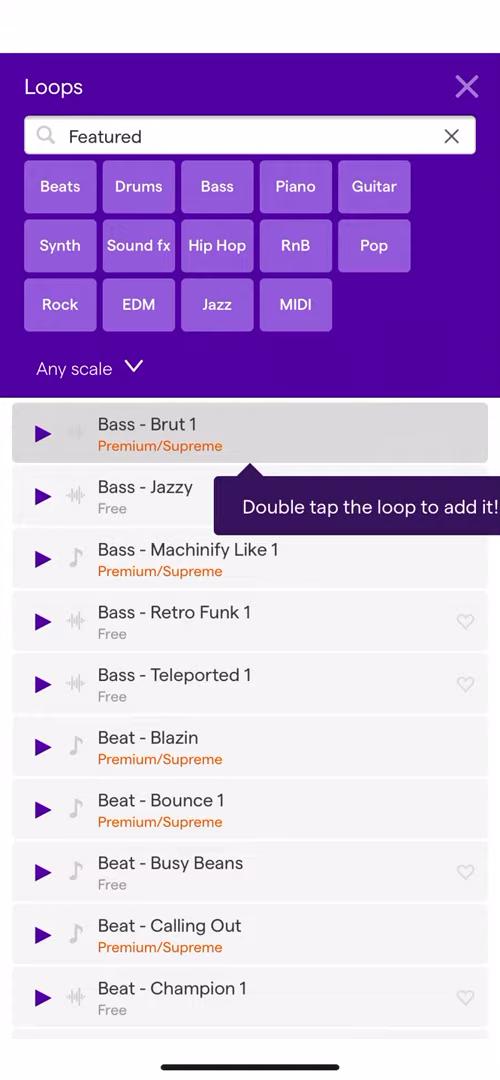 Loops
Featured
Beats Drums Bass Piano Guitar
Synth Sound fx Hip Hop RnB Pop
Rock EDM Jazz MIDI
Any scale
Bass - Brut 1
Premium/Supreme
Bass - Jazzy
Free
Double tap the loop to add it!
Bass - Machinify Like 1
Premium/Supreme
Bass - Retro Funk 1
Free
Bass - Teleported 1
Free
Beat - Blazin
Premium/Supreme
Beat - Bounce 1
Premium/Supreme
Beat - Busy Beans
Free
Beat - Calling Out
Premium/Supreme
Beat - Champion 1
Free